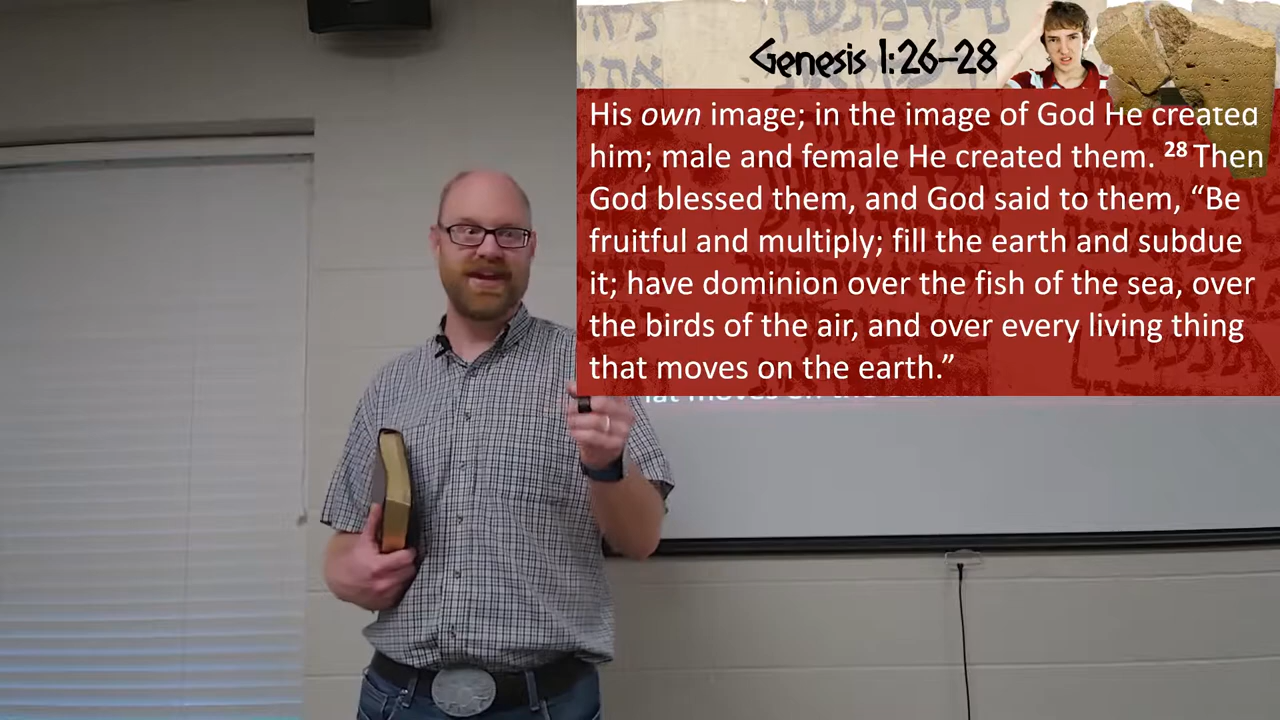 Genesis 1:26–28
His own image; in the image of God He created
him; male and female He created them. 28 Then
God blessed them, and God said to them, “Be
fruitful and multiply; fill the earth and subdue
it; have dominion over the fish of the sea, over
the birds of the air, and over every living thing
that moves on the earth.”